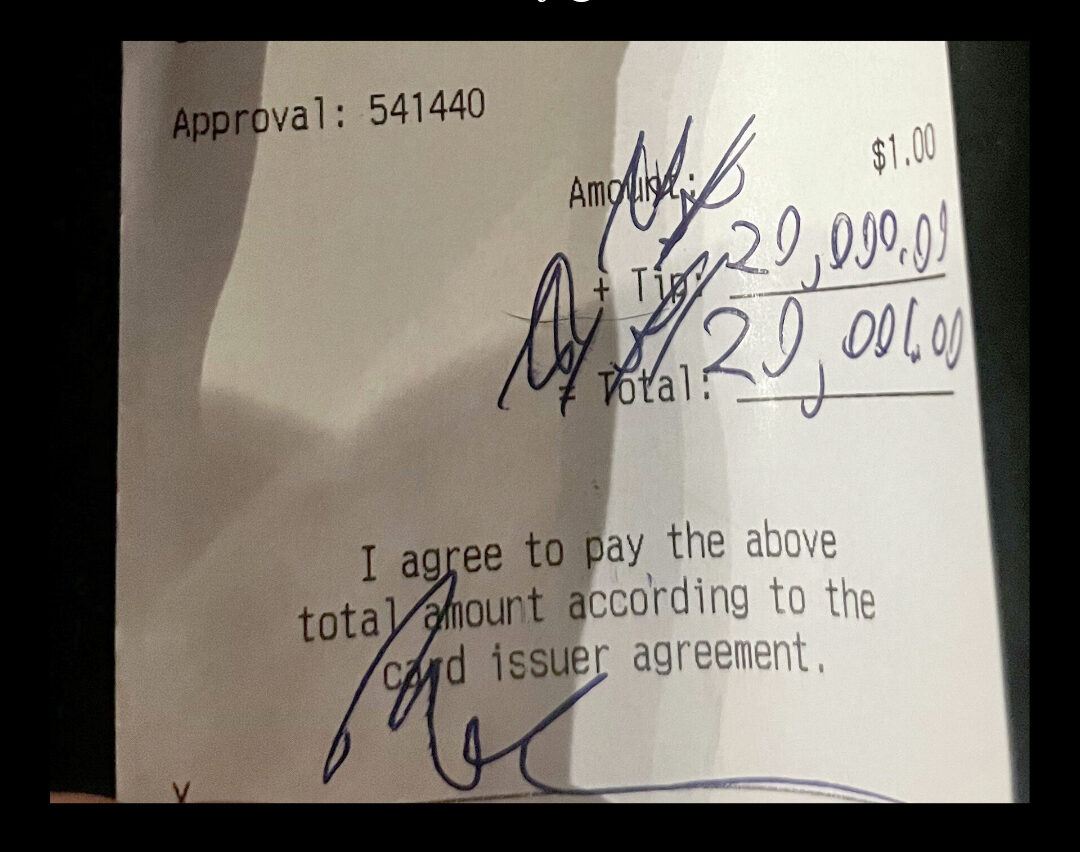 Approval: 541440
Amount: $1.00
+ Tip: 20,000.00
= Total: 20,001.00
I agree to pay the above
total amount according to the
card issuer agreement.
X